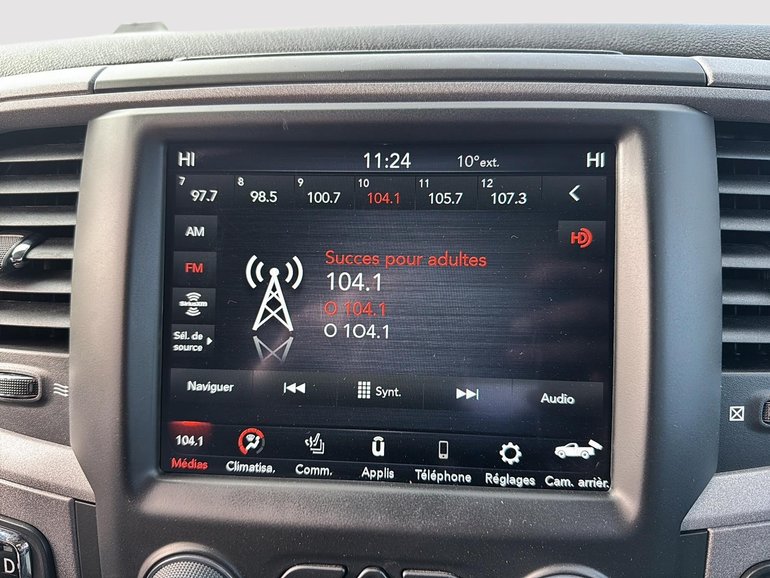 HI 11:24 10°ext. HI
7 97.7 8 98.5 9 100.7 10 104.1 11 105.7 12 107.3
AM
HD
FM
Succes pour adultes
104.1
O 104.1
O 104.1
siriusxm
Sél. de
source
Naviguer Synt. Audio
104.1
Médias Climatisa. Comm. Applis Téléphone Réglages Cam. arrièr.
D